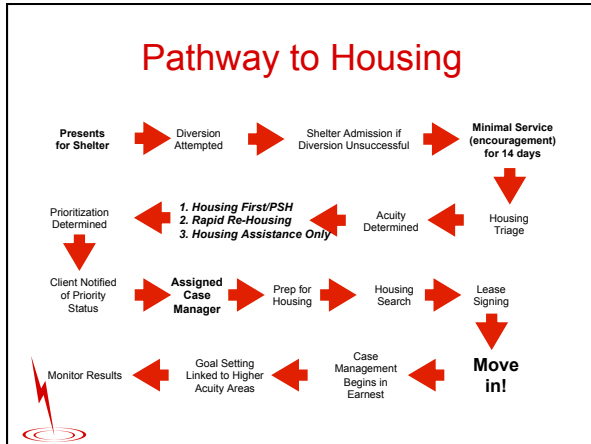 Pathway to Housing
Presents
for Shelter
Diversion
Attempted
Shelter Admission if
Diversion Unsuccessful
Minimal Service
(encouragement)
for 14 days
Housing
Triage
Acuity
Determined
1. Housing First/PSH
2. Rapid Re-Housing
3. Housing Assistance Only
Prioritization
Determined
Client Notified
of Priority
Status
Assigned
Case
Manager
Prep for
Housing
Housing
Search
Lease
Signing
Move
in!
Case
Management
Begins in
Earnest
Goal Setting
Linked to Higher
Acuity Areas
Monitor Results